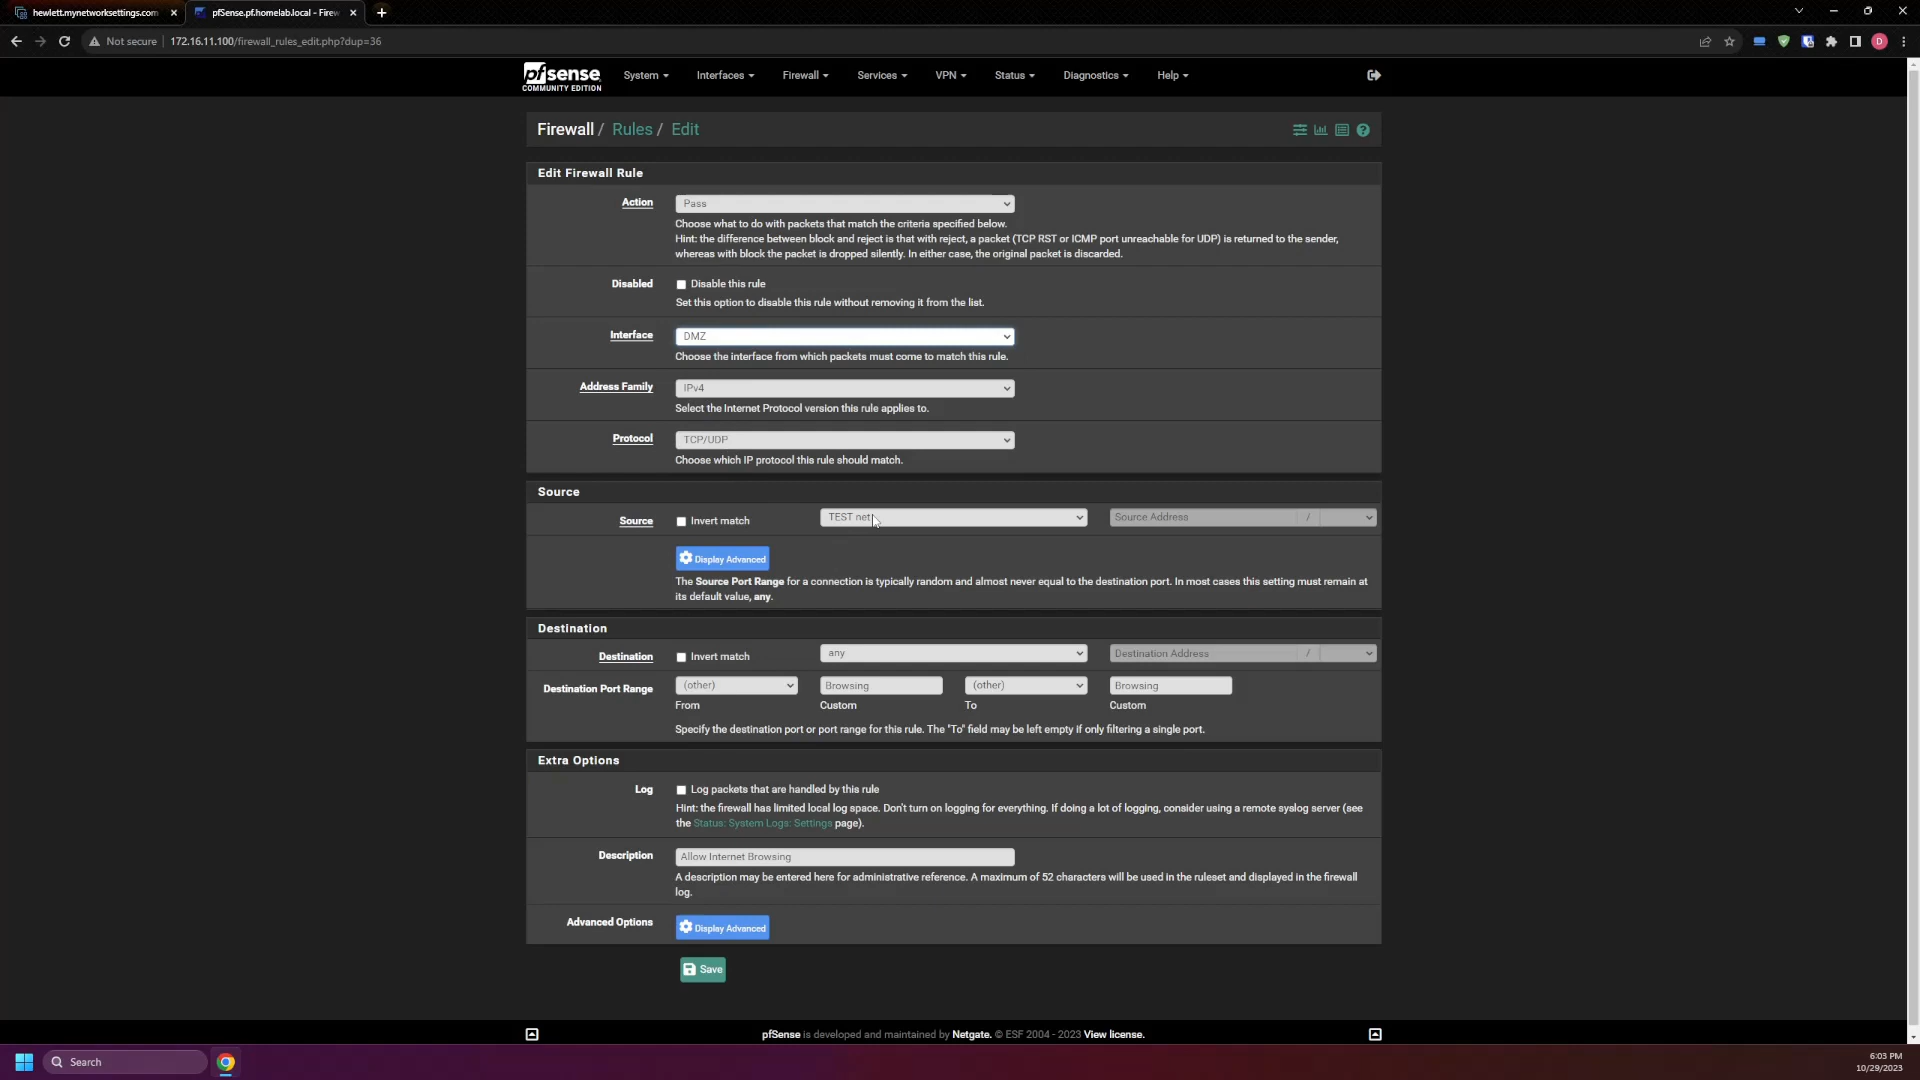 hewlett.mynetworksettings.com
pfSense.pf.homelab.local - Firew
Not secure
172.16.11.100/firewall_rules_edit.php?dup=36
D
pfsense
COMMUNITY EDITION
System
Interfaces
Firewall
Services
VPN
Status
Diagnostics
Help
Firewall / Rules / Edit
Edit Firewall Rule
Action
Pass
Choose what to do with packets that match the criteria specified below.
Hint: the difference between block and reject is that with reject, a packet (TCP RST or ICMP port unreachable for UDP) is returned to the sender,
whereas with block the packet is dropped silently. In either case, the original packet is discarded.
Disabled
Disable this rule
Set this option to disable this rule without removing it from the list.
Interface
DMZ
Choose the interface from which packets must come to match this rule.
Address Family
IPv4
Select the Internet Protocol version this rule applies to.
Protocol
TCP/UDP
Choose which IP protocol this rule should match.
Source
Source
Invert match
TEST net
Source Address
/
Display Advanced
The Source Port Range for a connection is typically random and almost never equal to the destination port. In most cases this setting must remain at
its default value, any.
Destination
Destination
Invert match
any
Destination Address
/
Destination Port Range
(other)
Browsing
(other)
Browsing
From
Custom
To
Custom
Specify the destination port or port range for this rule. The "To" field may be left empty if only filtering a single port.
Extra Options
Log
Log packets that are handled by this rule
Hint: the firewall has limited local log space. Don't turn on logging for everything. If doing a lot of logging, consider using a remote syslog server (see
the Status: System Logs: Settings page).
Description
Allow Internet Browsing
A description may be entered here for administrative reference. A maximum of 52 characters will be used in the ruleset and displayed in the firewall
log.
Advanced Options
Display Advanced
Save
pfSense is developed and maintained by Netgate. © ESF 2004 - 2023 View license.
Search
6:03 PM
10/29/2023